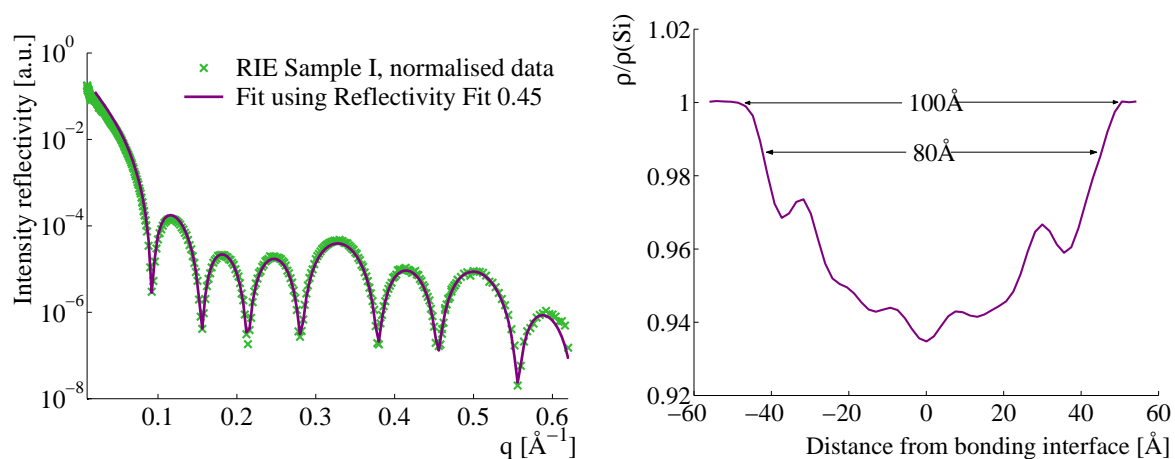 Intensity reflectivity [a.u.]
10^0
10^−2
10^−4
10^−6
10^−8
RIE Sample I, normalised data
Fit using Reflectivity Fit 0.45
0.1 0.2 0.3 0.4 0.5 0.6
q [Å^−1]
ρ/ρ(Si)
1.02
1
0.98
0.96
0.94
0.92
100Å
80Å
−60 −40 −20 0 20 40 60
Distance from bonding interface [Å]